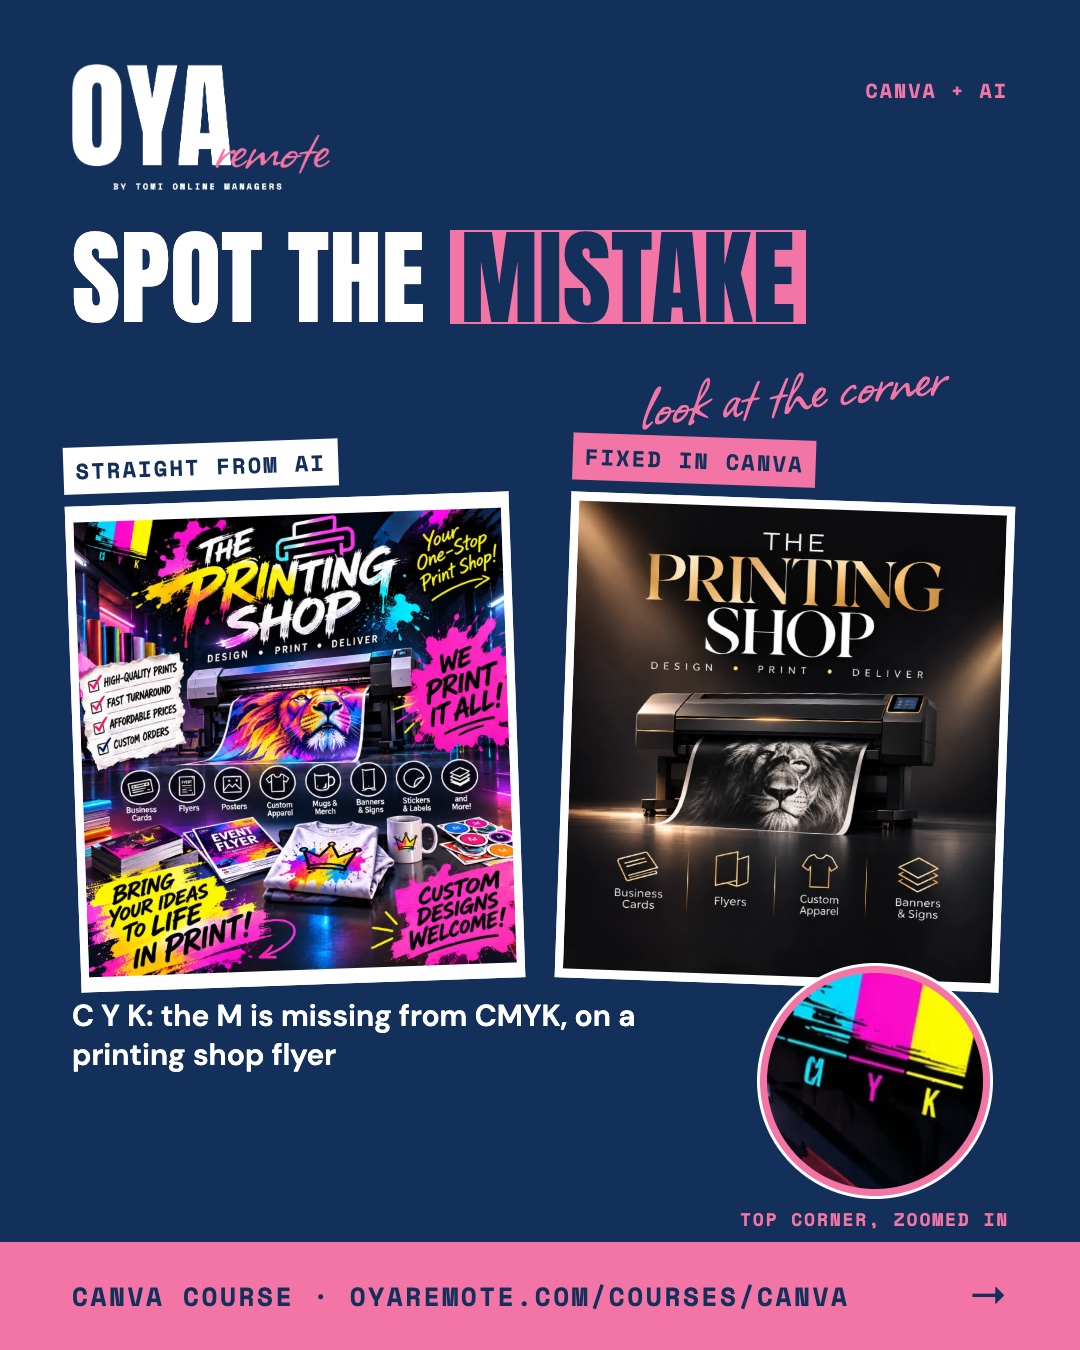 OYA
remote
BY TOMI ONLINE MANAGERS
CANVA + AI
SPOT THE MISTAKE
look at the corner
STRAIGHT FROM AI
FIXED IN CANVA
C Y K
THE
PRINTING
SHOP
DESIGN • PRINT • DELIVER
Your
One-Stop
Print Shop!
HIGH-QUALITY PRINTS
FAST TURNAROUND
AFFORDABLE PRICES
CUSTOM ORDERS
WE
PRINT
IT ALL!
Business
Cards
Flyers
Posters
Custom
Apparel
Mugs &
Merch
Banners
& Signs
Stickers
& Labels
and
More!
EVENT
FLYER
BRING
YOUR IDEAS
TO LIFE
IN PRINT!
CUSTOM
DESIGNS
WELCOME!
THE
PRINTING
SHOP
DESIGN • PRINT • DELIVER
Business
Cards
Flyers
Custom
Apparel
Banners
& Signs
C Y K: the M is missing from CMYK, on a
printing shop flyer
C Y K
TOP CORNER, ZOOMED IN
CANVA COURSE · OYAREMOTE.COM/COURSES/CANVA →